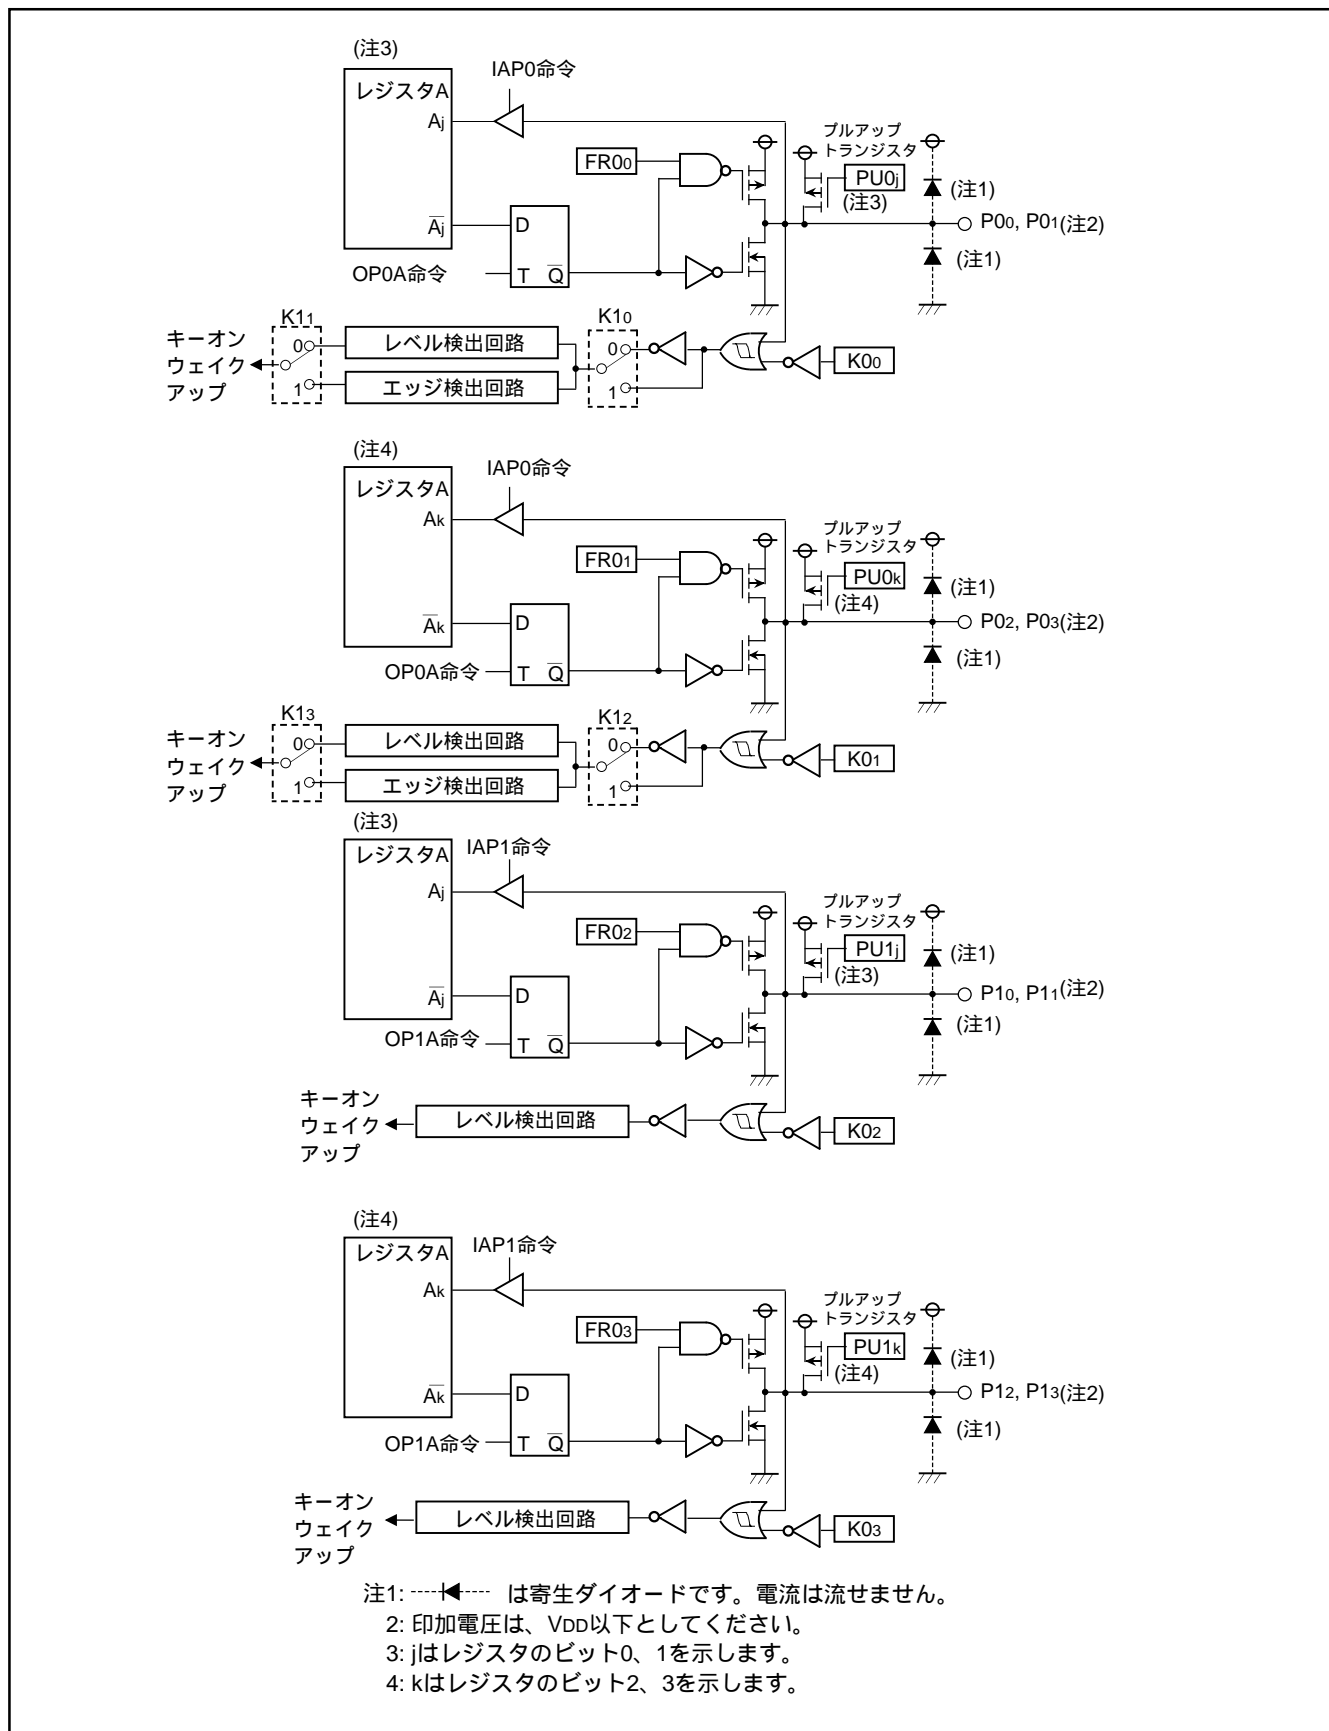 (注3)
IAP0命令
レジスタA
Aj
プルアップ
トランジスタ
FR00
PU0j
(注1)
(注3)
Aj
D
P00, P01(注2)
(注1)
OP0A命令
T Q
K11
K10
キーオン
ウェイク
アップ
0
レベル検出回路
0
1
エッジ検出回路
1
K00
(注4)
IAP0命令
レジスタA
Ak
プルアップ
トランジスタ
FR01
PU0k
(注1)
(注4)
Ak
D
P02, P03(注2)
(注1)
OP0A命令
T Q
K13
K12
キーオン
ウェイク
アップ
0
レベル検出回路
0
1
エッジ検出回路
1
K01
(注3)
IAP1命令
レジスタA
Aj
プルアップ
トランジスタ
FR02
PU1j
(注1)
(注3)
Aj
D
P10, P11(注2)
(注1)
OP1A命令
T Q
キーオン
ウェイク
アップ
レベル検出回路
K02
(注4)
IAP1命令
レジスタA
Ak
プルアップ
トランジスタ
FR03
PU1k
(注1)
(注4)
Ak
D
P12, P13(注2)
(注1)
OP1A命令
T Q
キーオン
ウェイク
アップ
レベル検出回路
K03
注1: は寄生ダイオードです。電流は流せません。
2: 印加電圧は、VDD以下としてください。
3: jはレジスタのビット0、1を示します。
4: kはレジスタのビット2、3を示します。